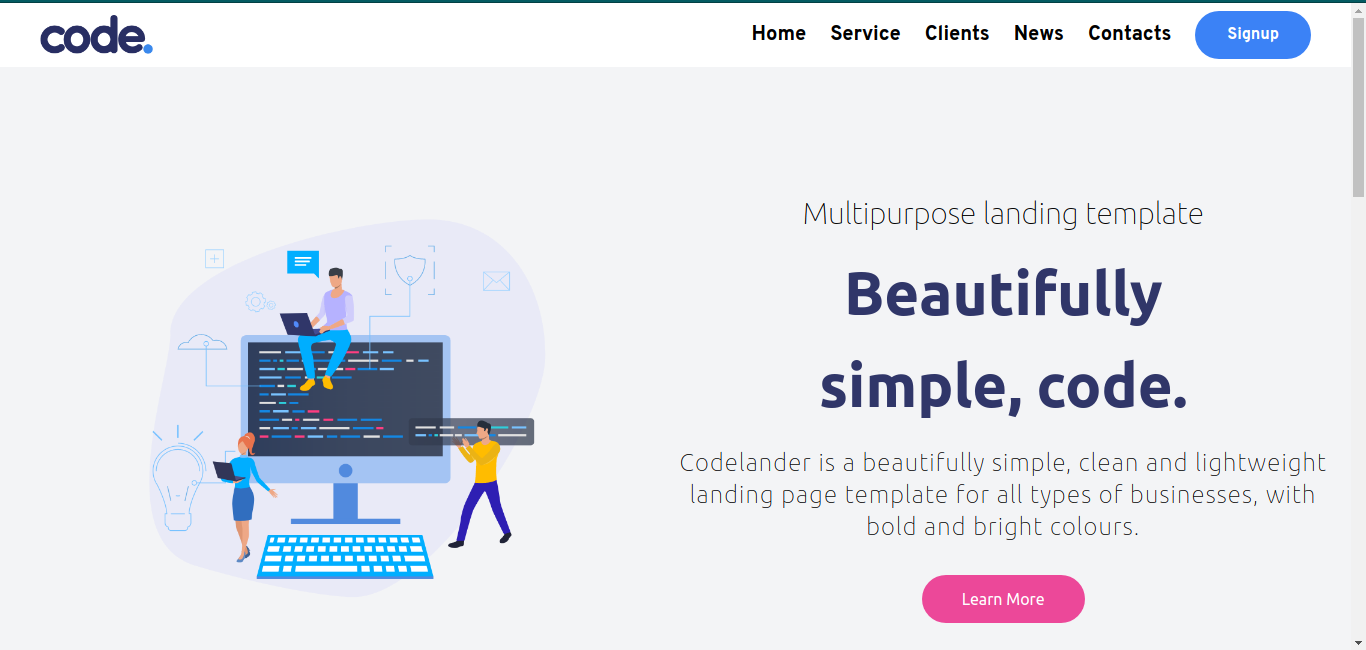 code.
Home Service Clients News Contacts Signup
Multipurpose landing template
Beautifully
simple, code.
Codelander is a beautifully simple, clean and lightweight
landing page template for all types of businesses, with
bold and bright colours.
Learn More